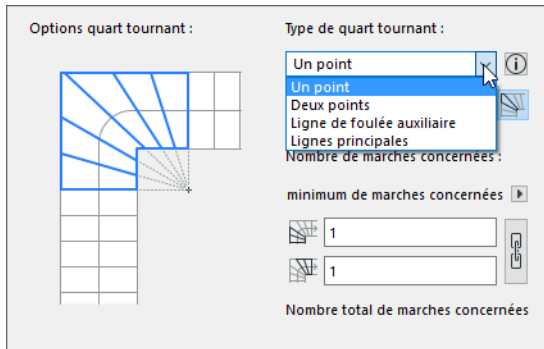 Options quart tournant :
Type de quart tournant :
Un point
Un point
Deux points
Ligne de foulée auxiliaire
Lignes principales
Nombre de marches concernées :
minimum de marches concernées
1
1
Nombre total de marches concernées